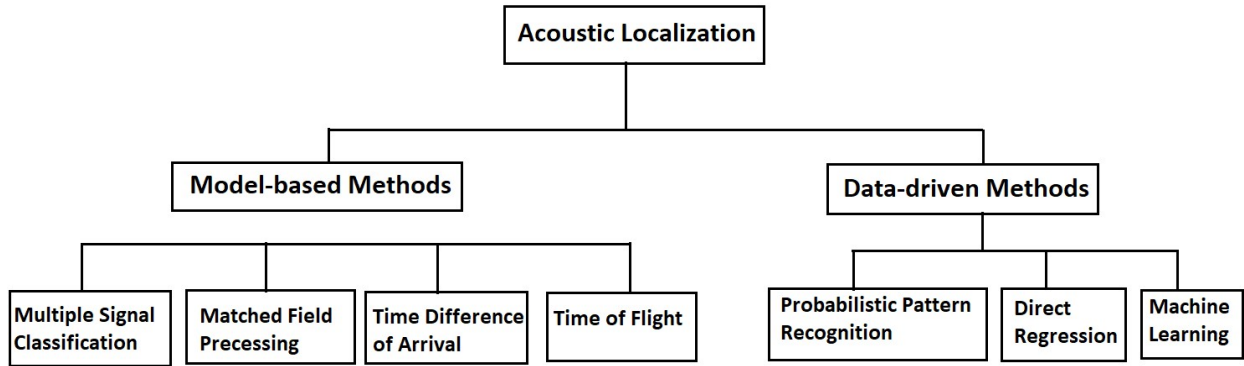 Acoustic Localization
Model-based Methods
Data-driven Methods
Multiple Signal
Classification
Matched Field
Precessing
Time Difference
of Arrival
Time of Flight
Probabilistic Pattern
Recognition
Direct
Regression
Machine
Learning